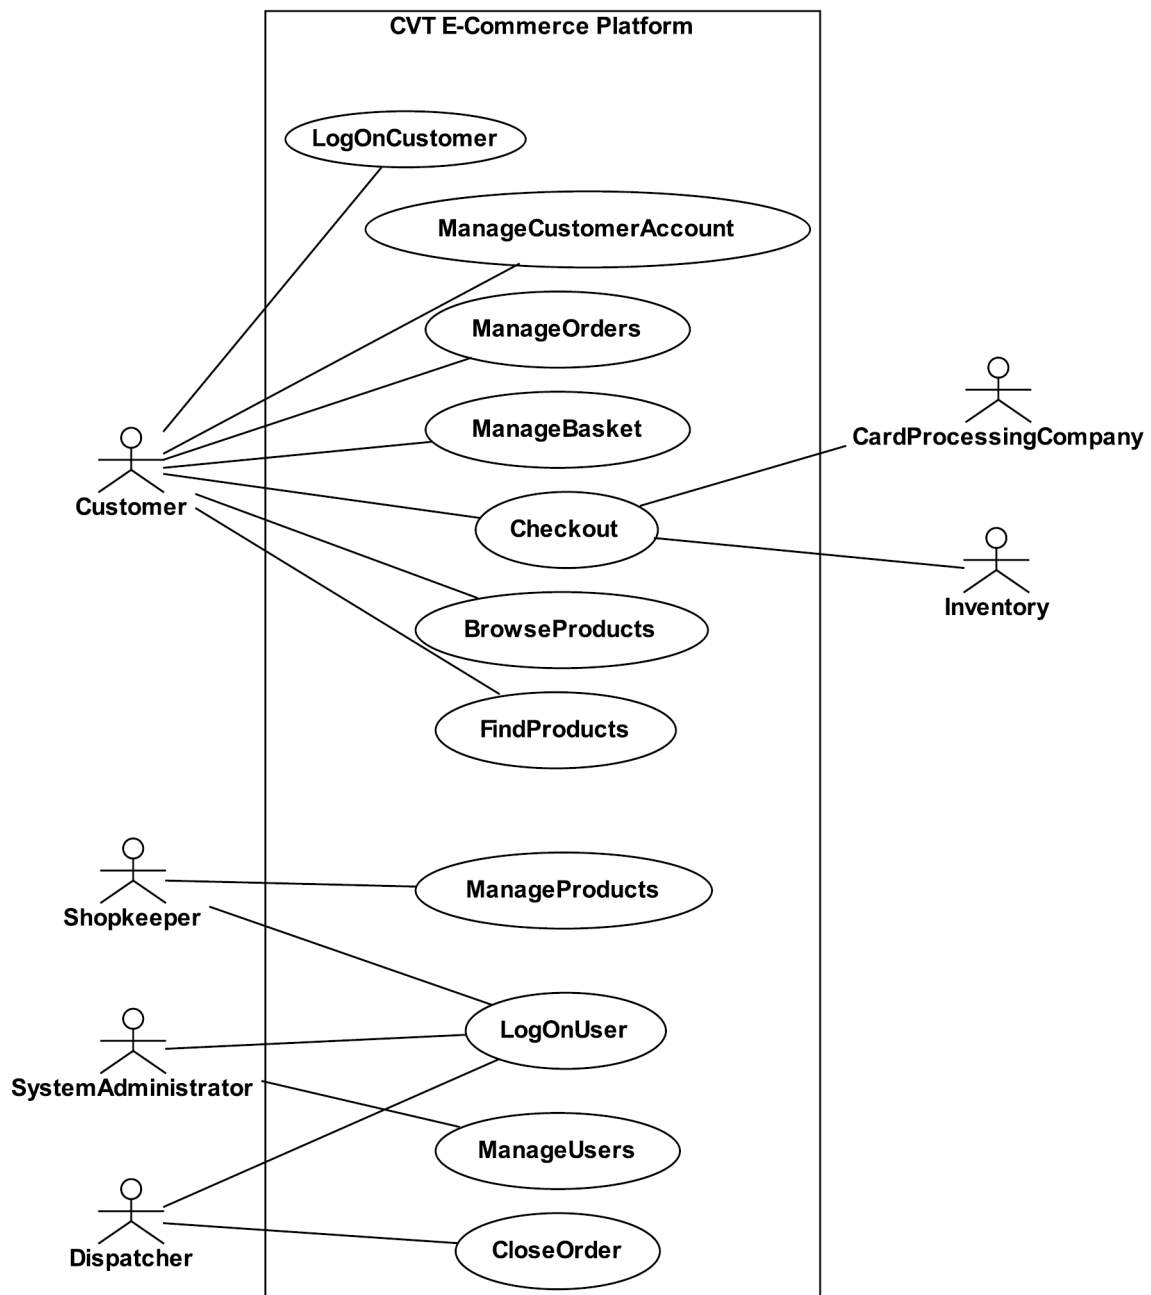 CVT E-Commerce Platform
LogOnCustomer
ManageCustomerAccount
ManageOrders
ManageBasket
CardProcessingCompany
Customer
Checkout
Inventory
BrowseProducts
FindProducts
ManageProducts
Shopkeeper
LogOnUser
SystemAdministrator
ManageUsers
CloseOrder
Dispatcher